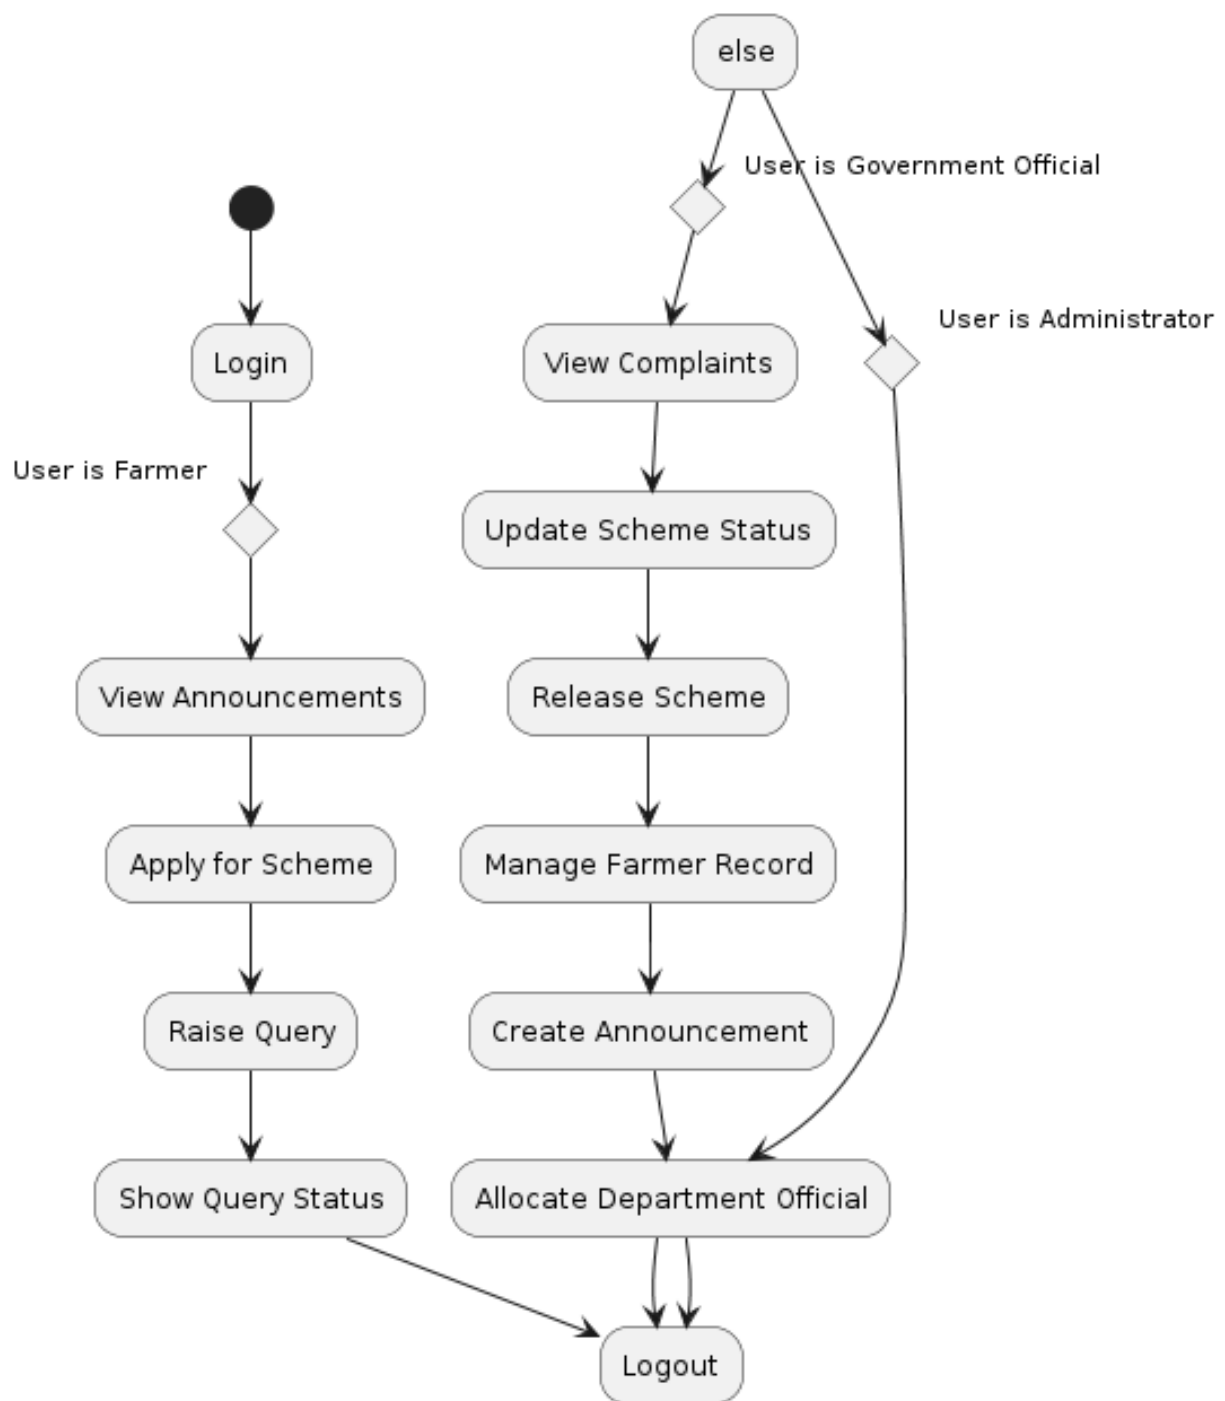 else
User is Government Official
User is Administrator
Login
View Complaints
User is Farmer
Update Scheme Status
View Announcements
Release Scheme
Apply for Scheme
Manage Farmer Record
Raise Query
Create Announcement
Show Query Status
Allocate Department Official
Logout